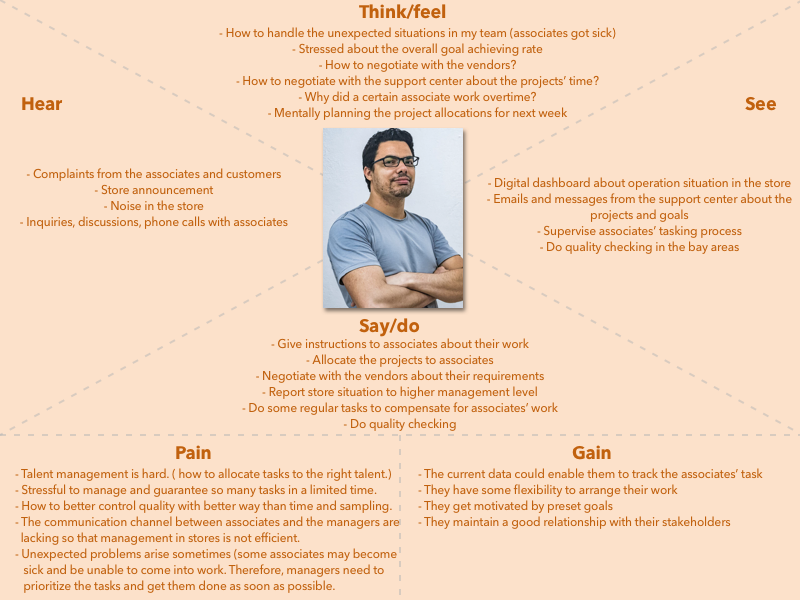 Think/feel
- How to handle the unexpected situations in my team (associates got sick)
- Stressed about the overall goal achieving rate
- How to negotiate with the vendors?
- How to negotiate with the support center about the projects' time?
- Why did a certain associate work overtime?
- Mentally planning the project allocations for next week
Hear
- Complaints from the associates and customers
- Store announcement
- Noise in the store
- Inquiries, discussions, phone calls with associates
See
- Digital dashboard about operation situation in the store
- Emails and messages from the support center about the
projects and goals
- Supervise associates' tasking process
- Do quality checking in the bay areas
Say/do
- Give instructions to associates about their work
- Allocate the projects to associates
- Negotiate with the vendors about their requirements
- Report store situation to higher management level
- Do some regular tasks to compensate for associates' work
- Do quality checking
Pain
- Talent management is hard. ( how to allocate tasks to the right talent.)
- Stressful to manage and guarantee so many tasks in a limited time.
- How to better control quality with better way than time and sampling.
- The communication channel between associates and the managers are
lacking so that management in stores is not efficient.
- Unexpected problems arise sometimes (some associates may become
sick and be unable to come into work. Therefore, managers need to
prioritize the tasks and get them done as soon as possible.
Gain
- The current data could enable them to track the associates' task
- They have some flexibility to arrange their work
- They get motivated by preset goals
- They maintain a good relationship with their stakeholders